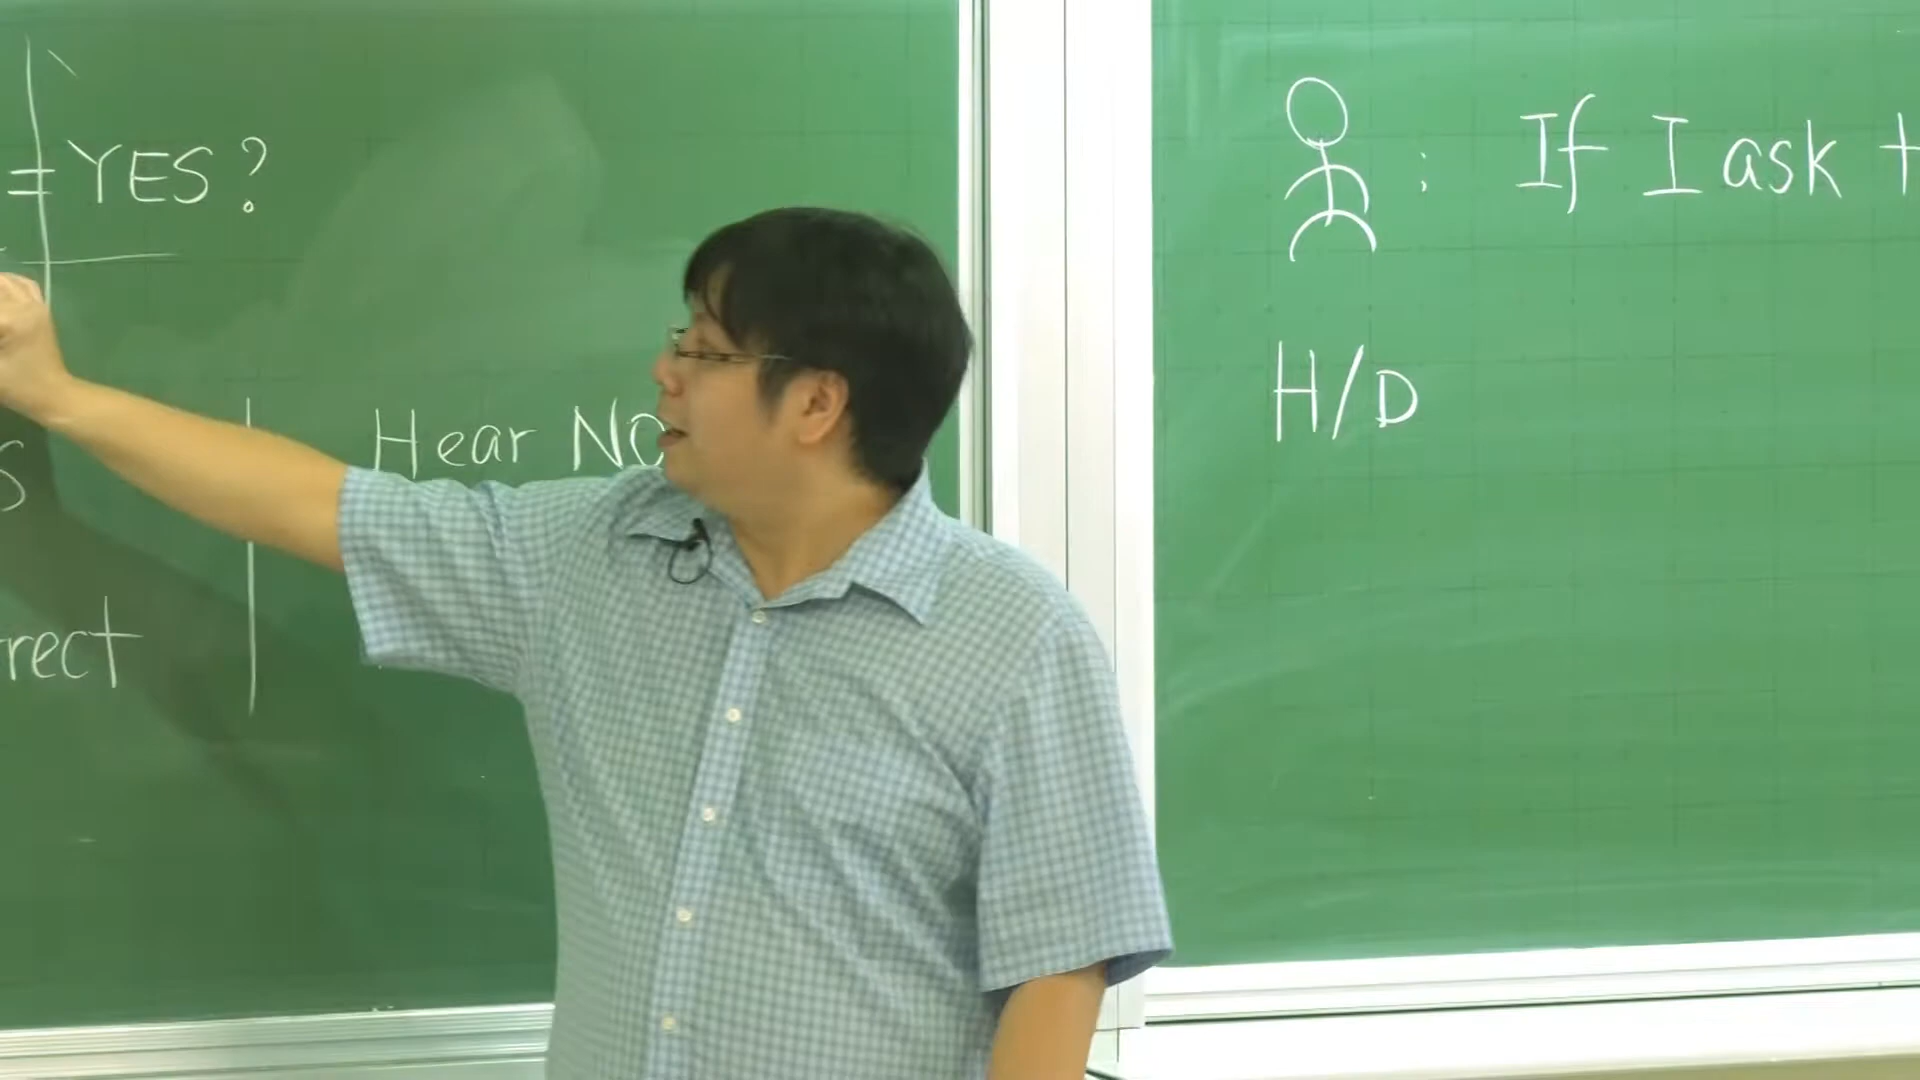 = YES?
Hear NO
rect
: If I ask
H/D